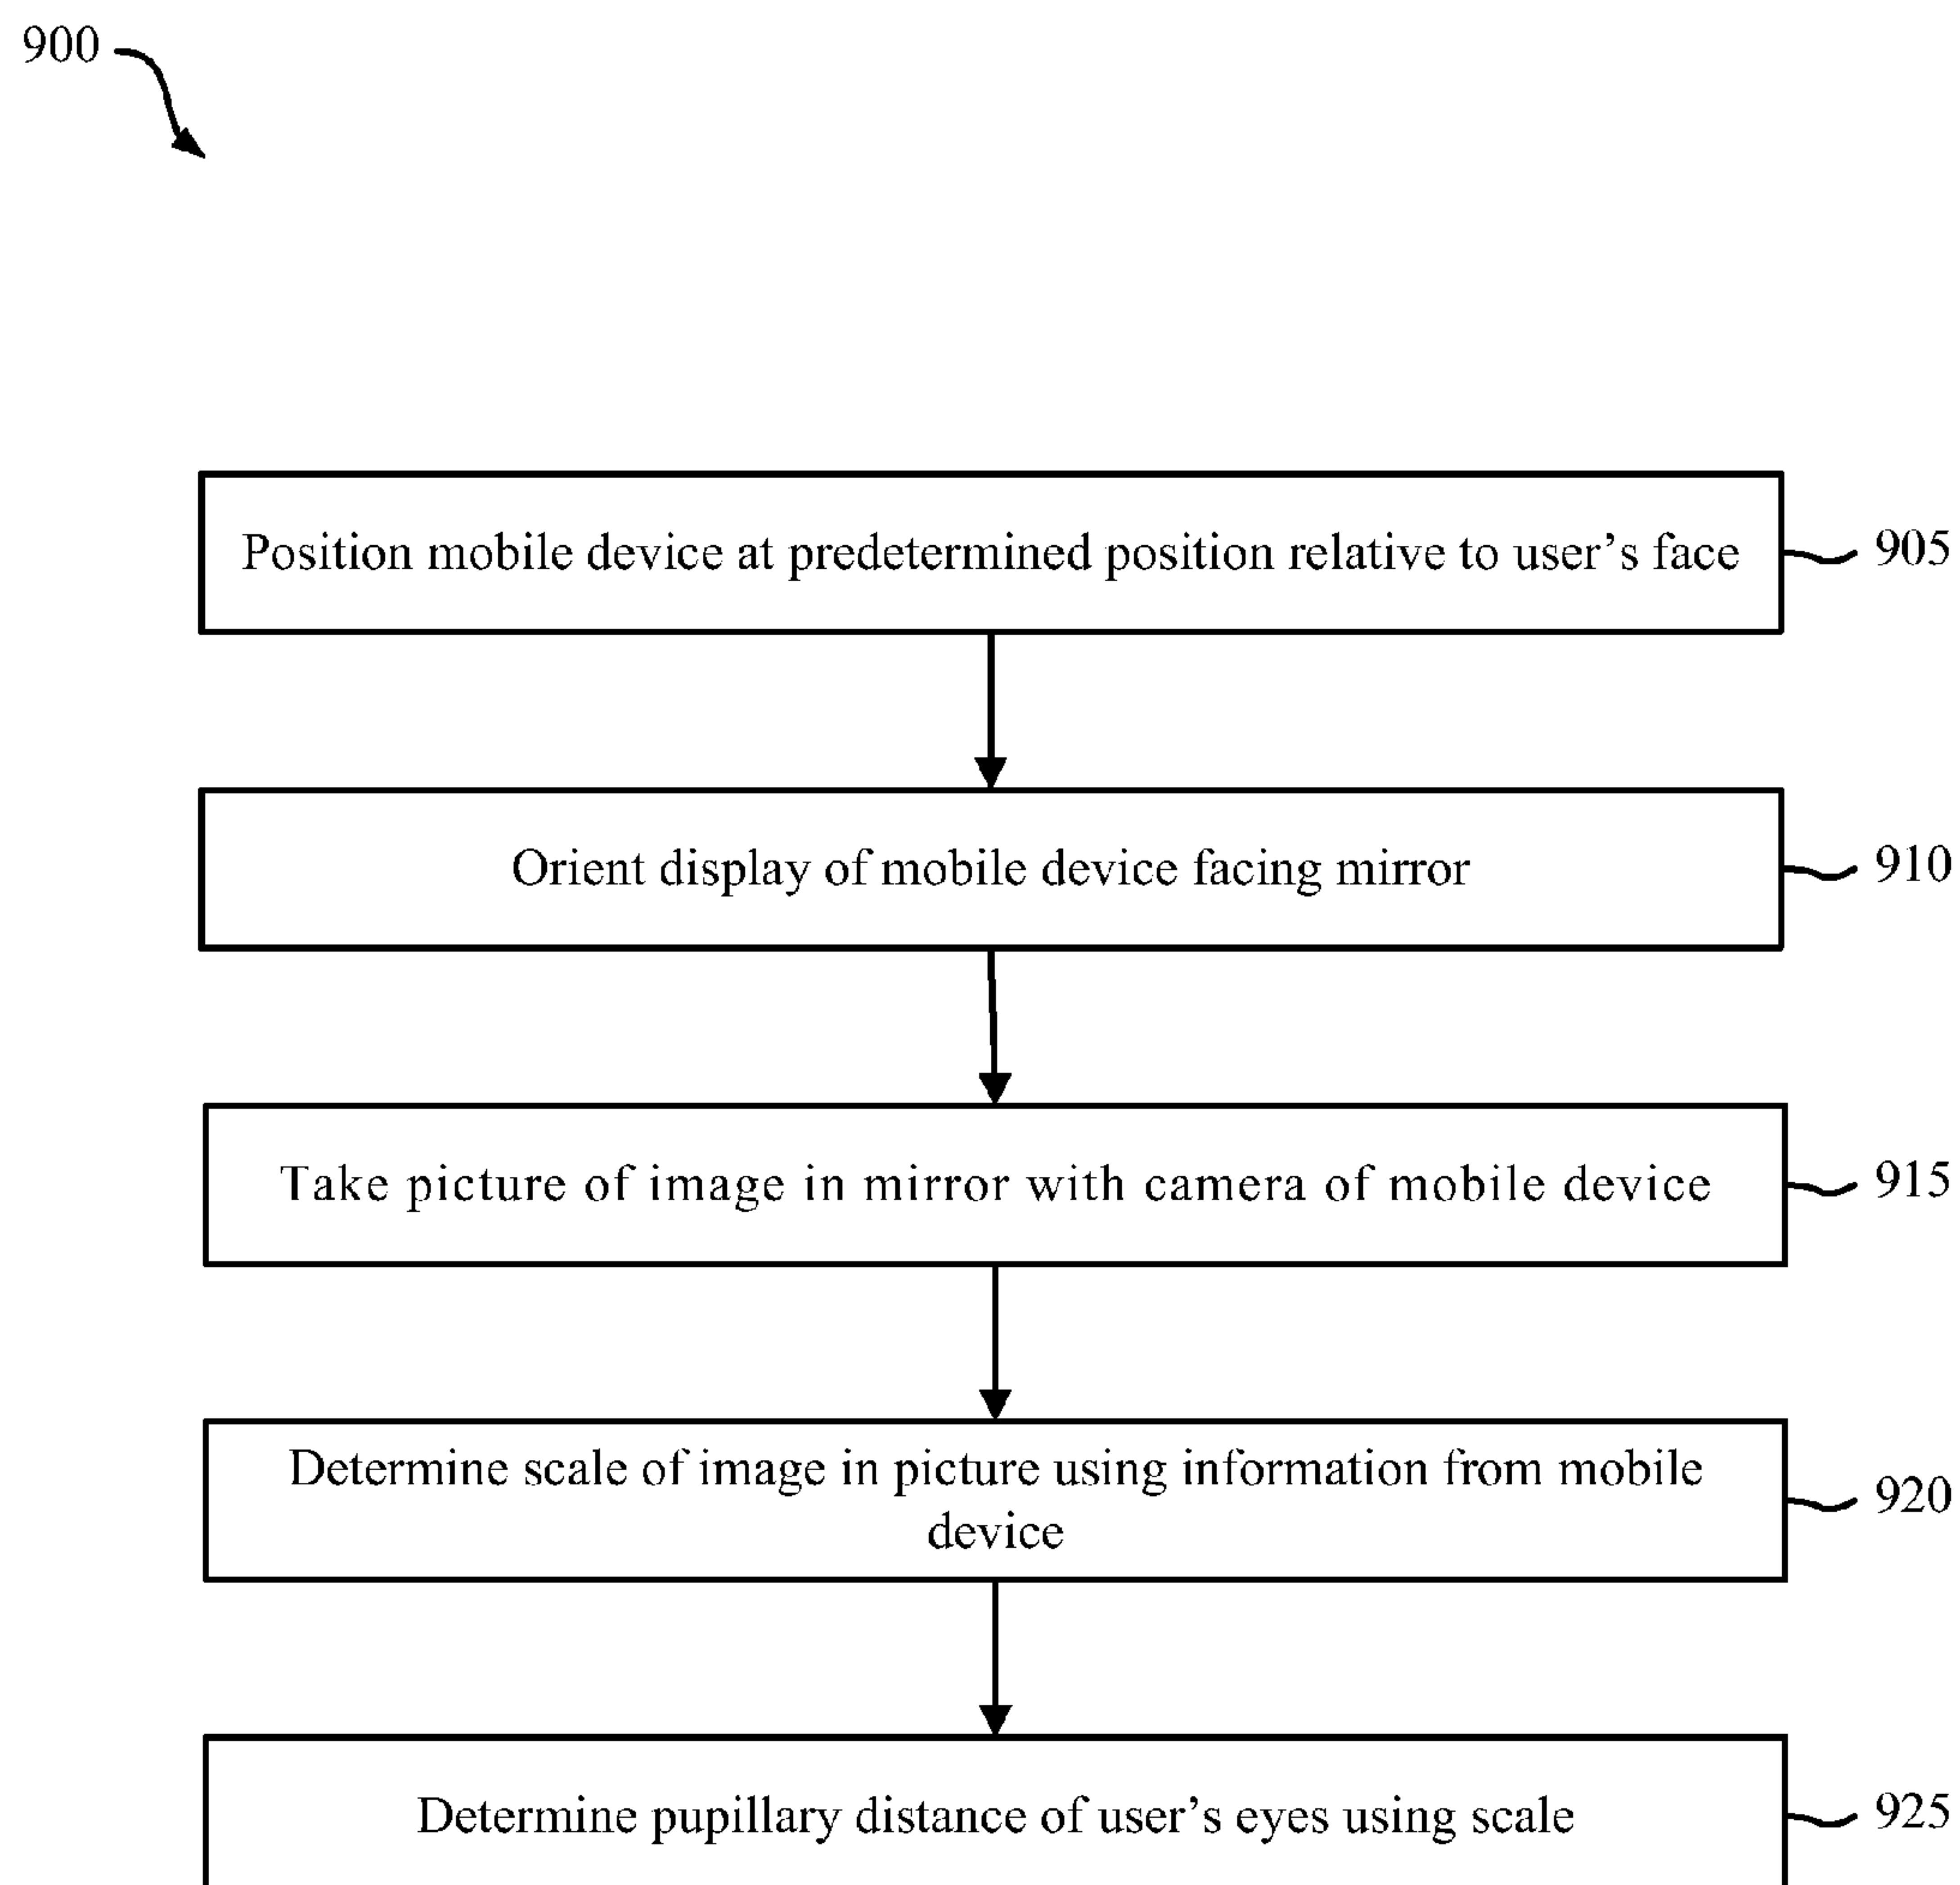 900
Position mobile device at predetermined position relative to user’s face
905
Orient display of mobile device facing mirror
910
Take picture of image in mirror with camera of mobile device
915
Determine scale of image in picture using information from mobile
device
920
Determine pupillary distance of user’s eyes using scale
925